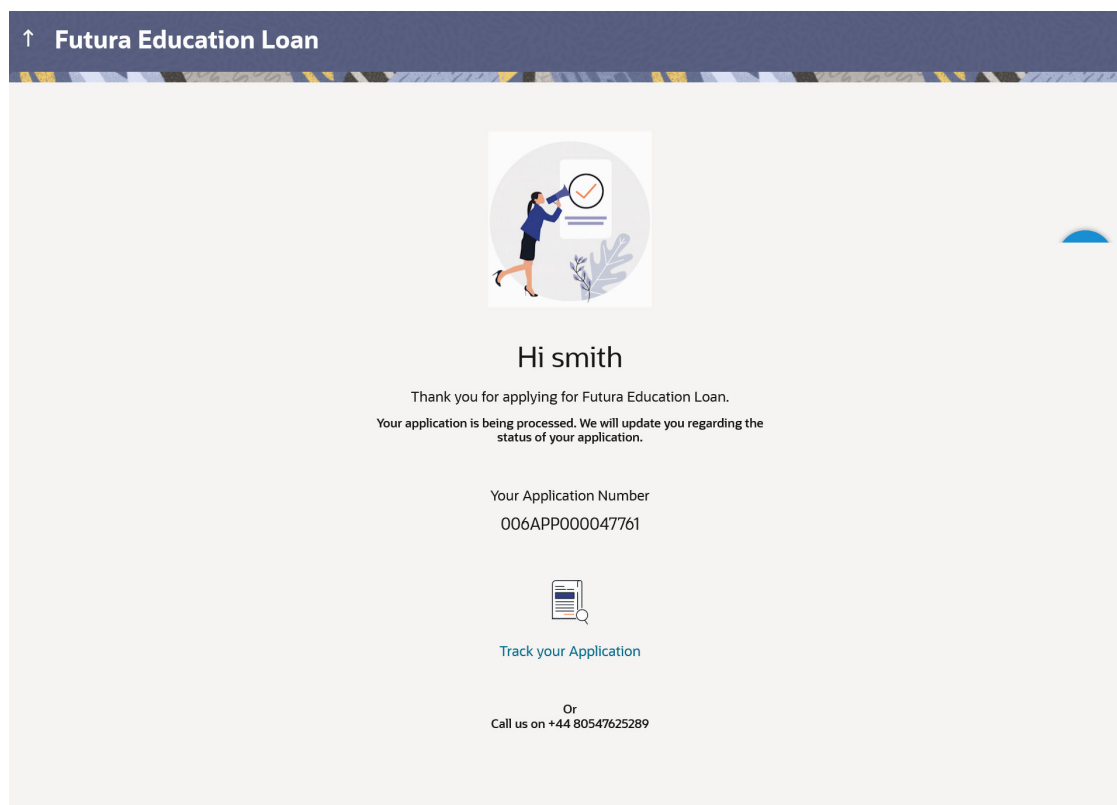 ↑ Futura Education Loan
Hi smith
Thank you for applying for Futura Education Loan.
Your application is being processed. We will update you regarding the
status of your application.
Your Application Number
006APP000047761
Track your Application
Or
Call us on +44 80547625289